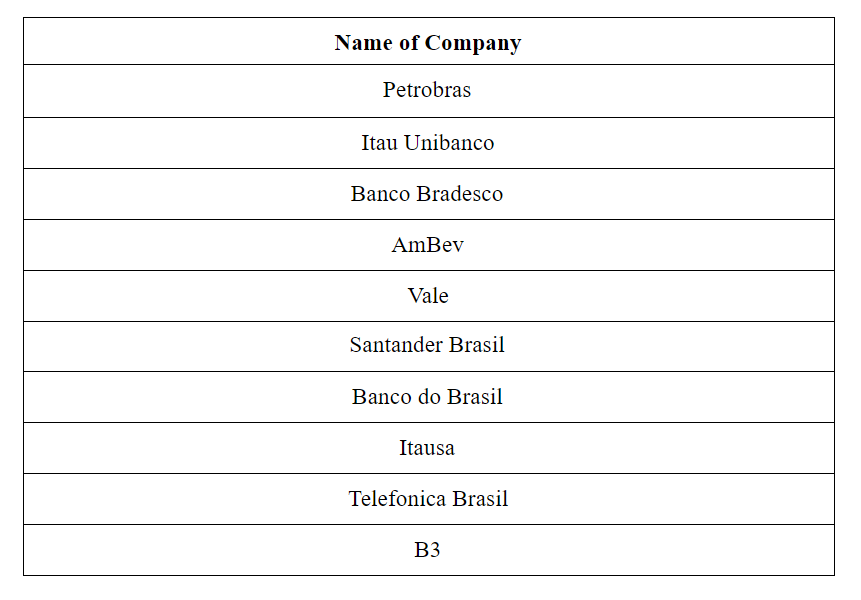 Name of Company
Petrobras
Itau Unibanco
Banco Bradesco
AmBev
Vale
Santander Brasil
Banco do Brasil
Itausa
Telefonica Brasil
B3